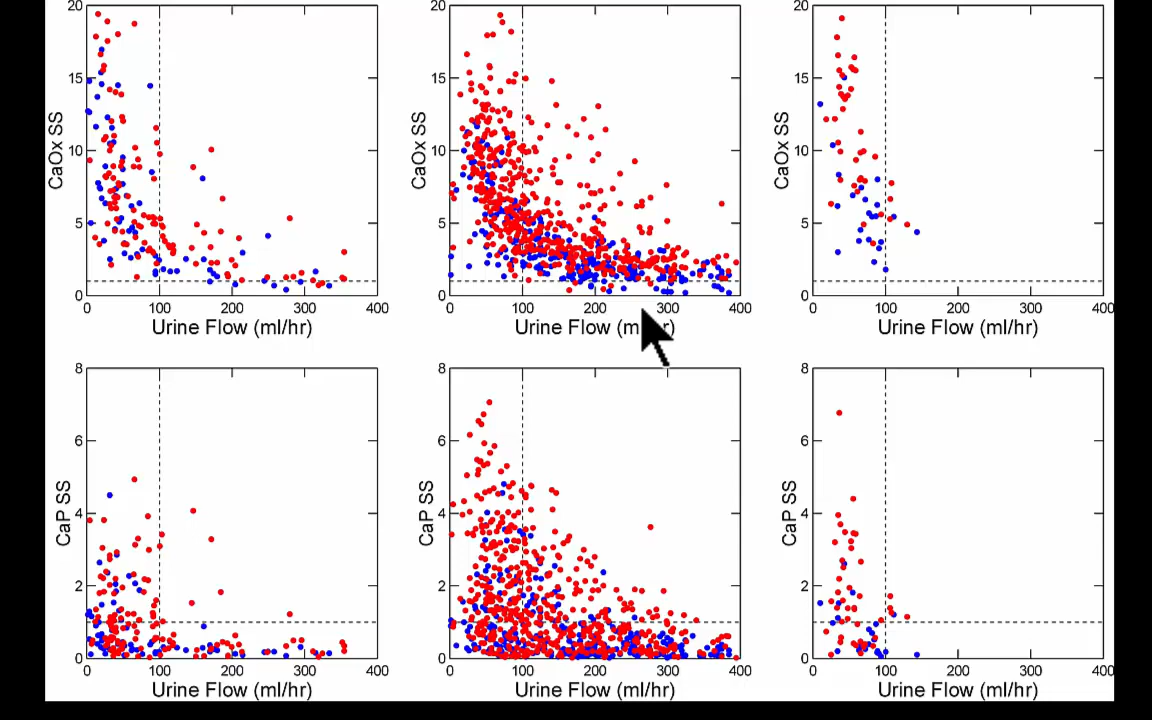 20 20 20
15 15 15
CaOx SS CaOx SS CaOx SS
10 10 10
5 5 5
0 0 0
0 100 200 300 400 0 100 200 300 400 0 100 200 300 400
Urine Flow (ml/hr) Urine Flow (ml/hr) Urine Flow (ml/hr)
8 8 8
6 6 6
CaP SS CaP SS CaP SS
4 4 4
2 2 2
0 0 0
0 100 200 300 400 0 100 200 300 400 0 100 200 300 400
Urine Flow (ml/hr) Urine Flow (ml/hr) Urine Flow (ml/hr)